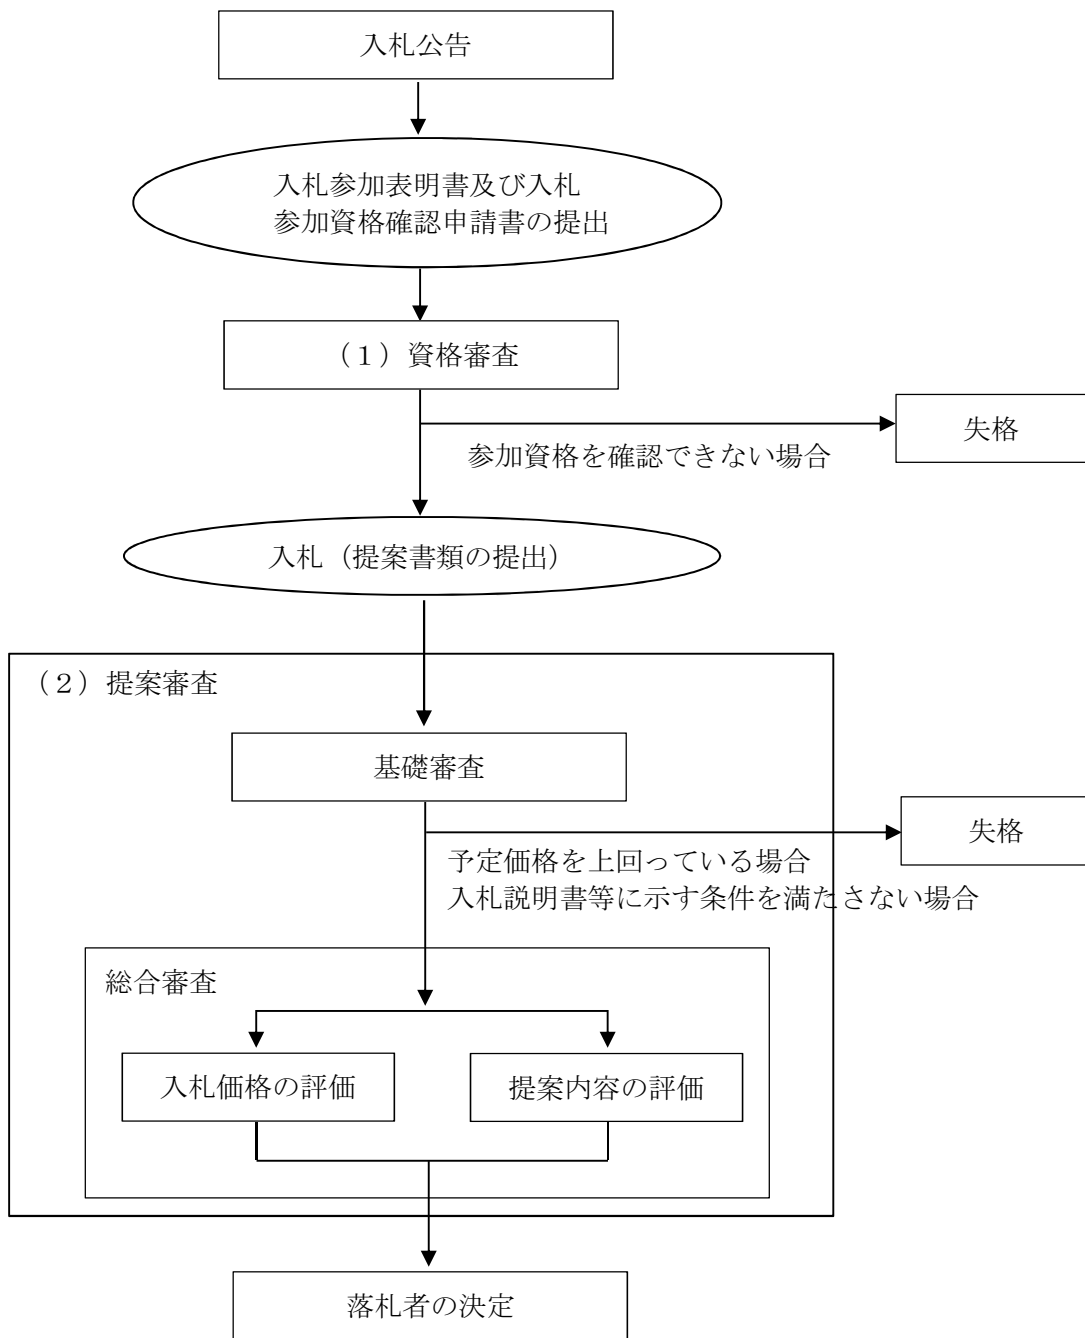 入札公告
入札参加表明書及び入札
参加資格確認申請書の提出
（１）資格審査
失格
参加資格を確認できない場合
入札（提案書類の提出）
（２）提案審査
基礎審査
失格
予定価格を上回っている場合
入札説明書等に示す条件を満たさない場合
総合審査
入札価格の評価
提案内容の評価
落札者の決定